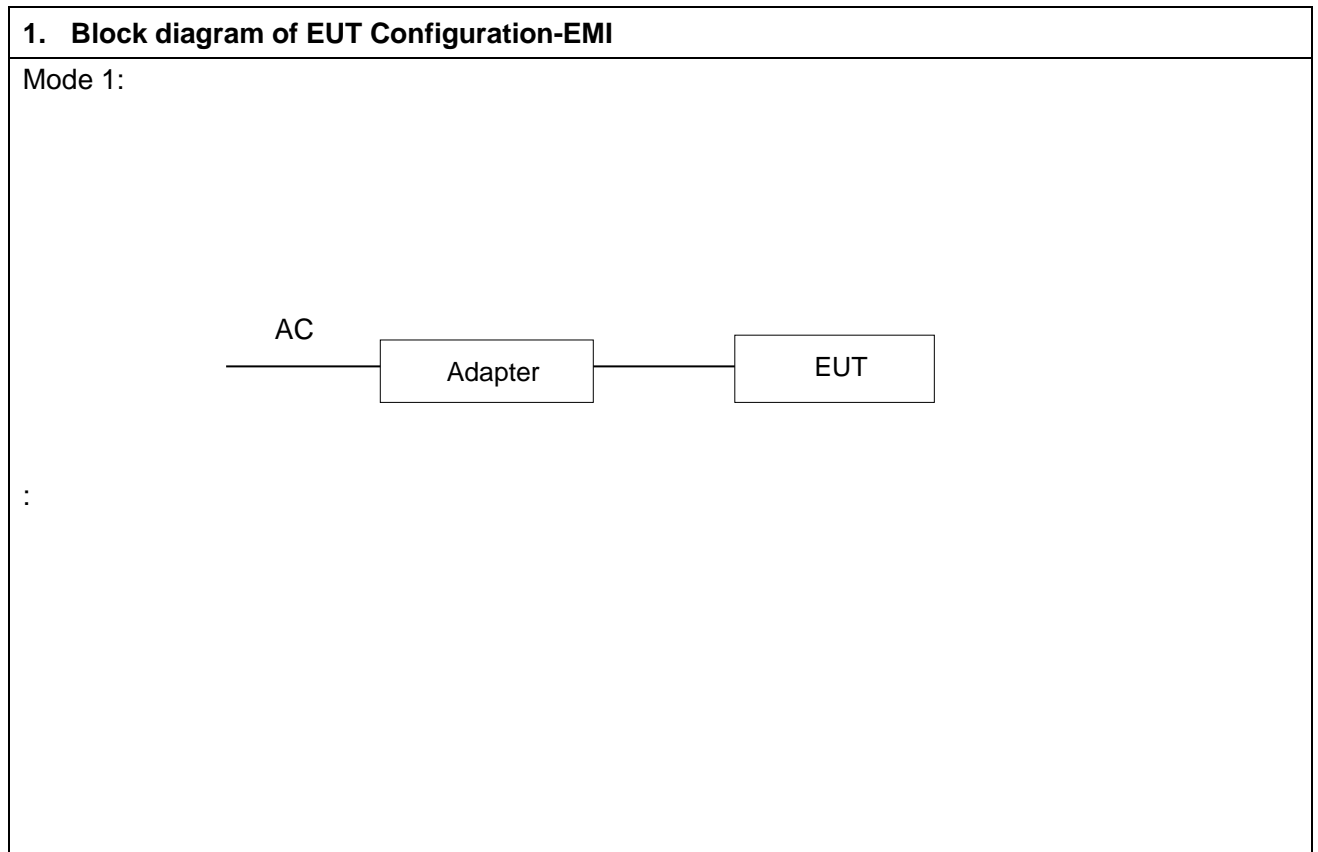 1. Block diagram of EUT Configuration-EMI
Mode 1:
AC
Adapter
EUT
: